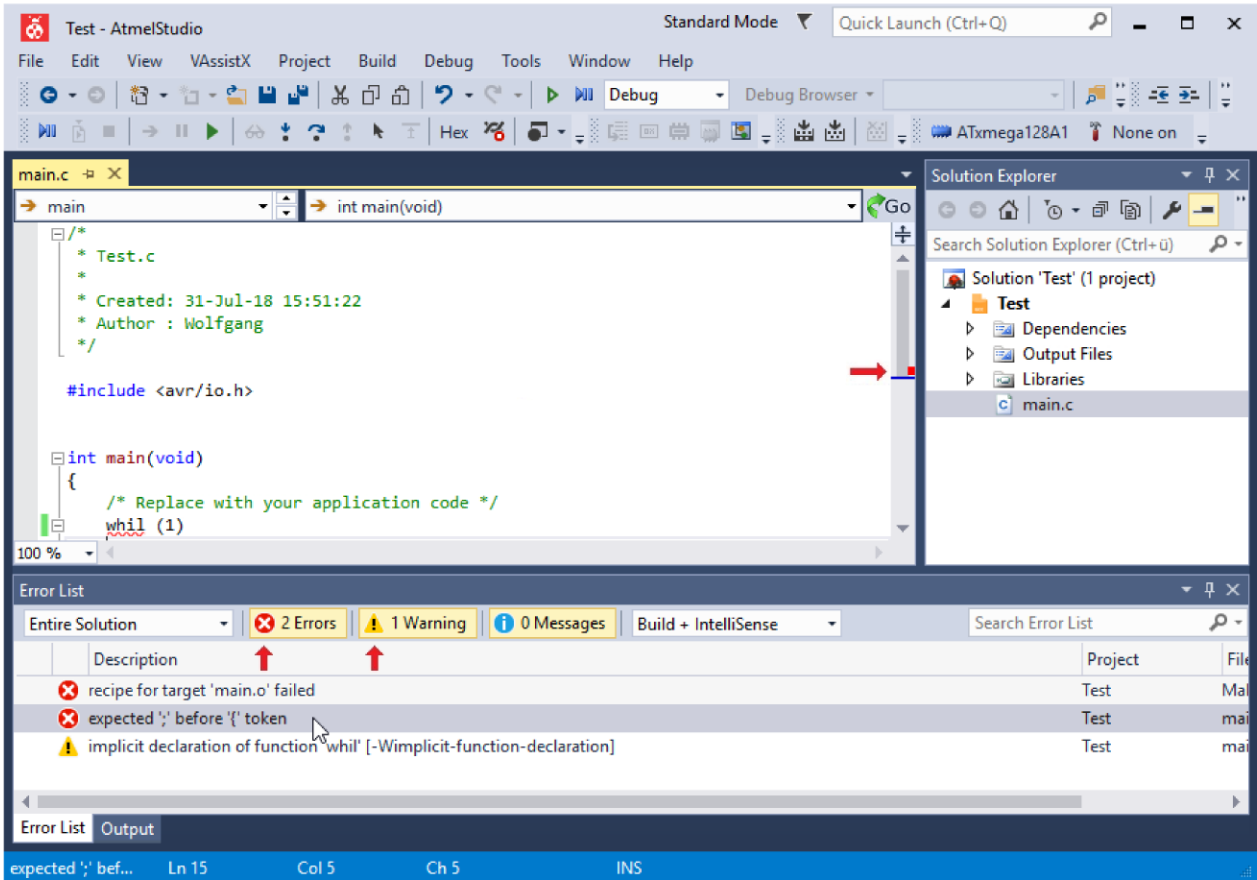 Test - AtmelStudio
Standard Mode
Quick Launch (Ctrl+Q)
File Edit View VAssistX Project Build Debug Tools Window Help
Debug
Debug Browser
Hex
ATxmega128A1
None on
main.c
main
int main(void)
Go
/*
* Test.c
*
* Created: 31-Jul-18 15:51:22
* Author : Wolfgang
*/
#include <avr/io.h>
int main(void)
{
/* Replace with your application code */
whil (1)
100 %
Solution Explorer
Search Solution Explorer (Ctrl+ü)
Solution 'Test' (1 project)
Test
Dependencies
Output Files
Libraries
main.c
Error List
Entire Solution
2 Errors
1 Warning
0 Messages
Build + IntelliSense
Search Error List
Description Project File
recipe for target 'main.o' failed Test Mal
expected ';' before '{' token Test mai
implicit declaration of function 'whil' [-Wimplicit-function-declaration] Test mai
Error List Output
expected ';' bef... Ln 15 Col 5 Ch 5 INS